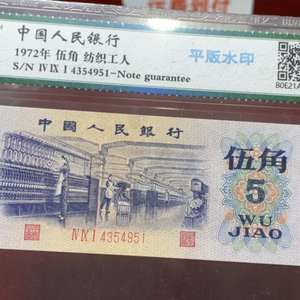 中国人民银行
1972年 伍角 纺织工人
S/N IV IX I 4354951-Note guarantee
平版水印
B0E21A
中国人民银行
伍角
5
WU
JIAO
IV IX I 4354951